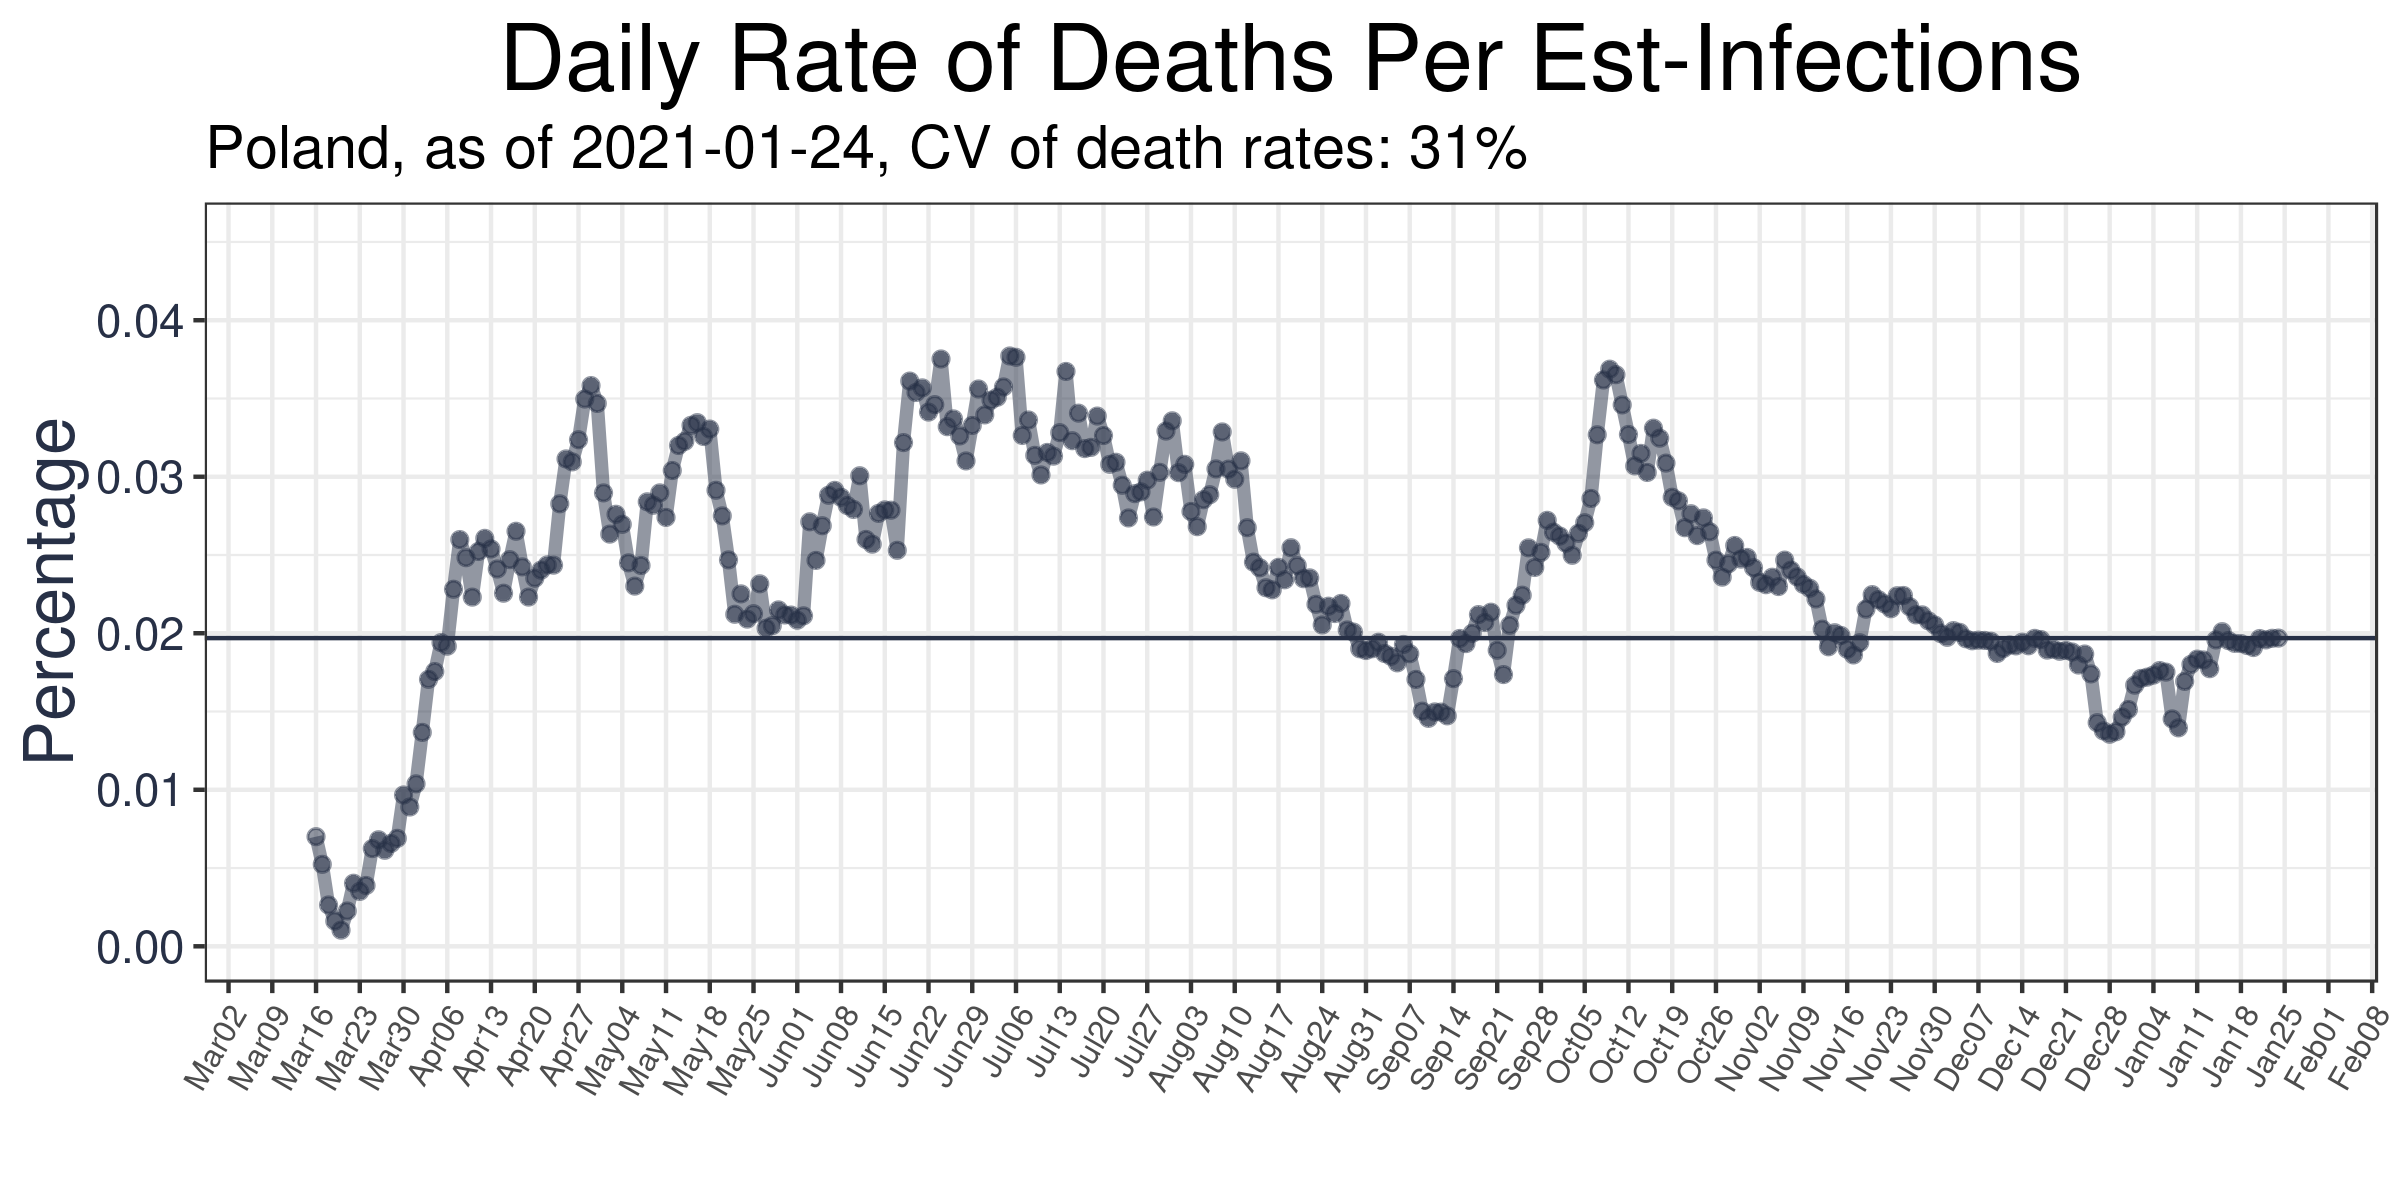 Daily Rate of Deaths Per Est-Infections
Poland, as of 2021-01-24, CV of death rates: 31%
Percentage
0.04
0.03
0.02
0.01
0.00
Mar02
Mar09
Mar16
Mar23
Mar30
Apr06
Apr13
Apr20
Apr27
May04
May11
May18
May25
Jun01
Jun08
Jun15
Jun22
Jun29
Jul06
Jul13
Jul20
Jul27
Aug03
Aug10
Aug17
Aug24
Aug31
Sep07
Sep14
Sep21
Sep28
Oct05
Oct12
Oct19
Oct26
Nov02
Nov09
Nov16
Nov23
Nov30
Dec07
Dec14
Dec21
Dec28
Jan04
Jan11
Jan18
Jan25
Feb01
Feb08